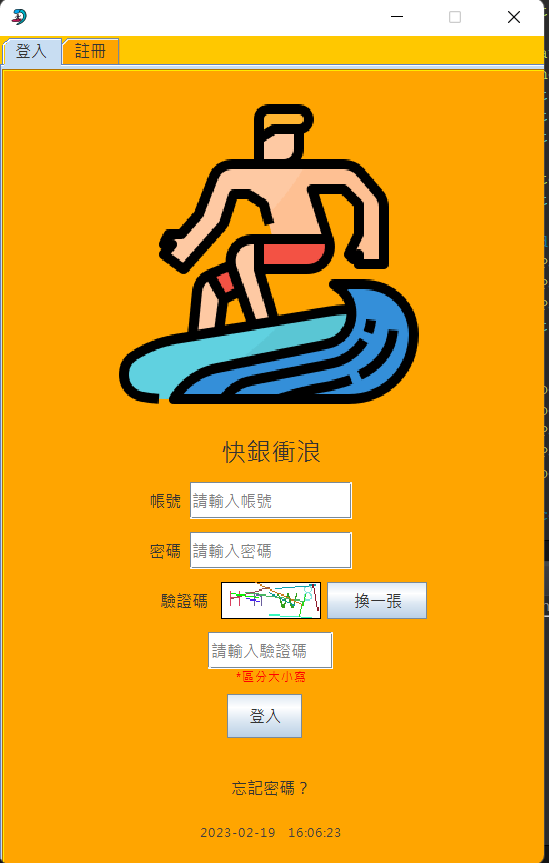 登入 註冊
快銀衝浪
帳號 請輸入帳號
密碼 請輸入密碼
驗證碼 換一張
請輸入驗證碼
*區分大小寫
登入
忘記密碼？
2023-02-19 16:06:23